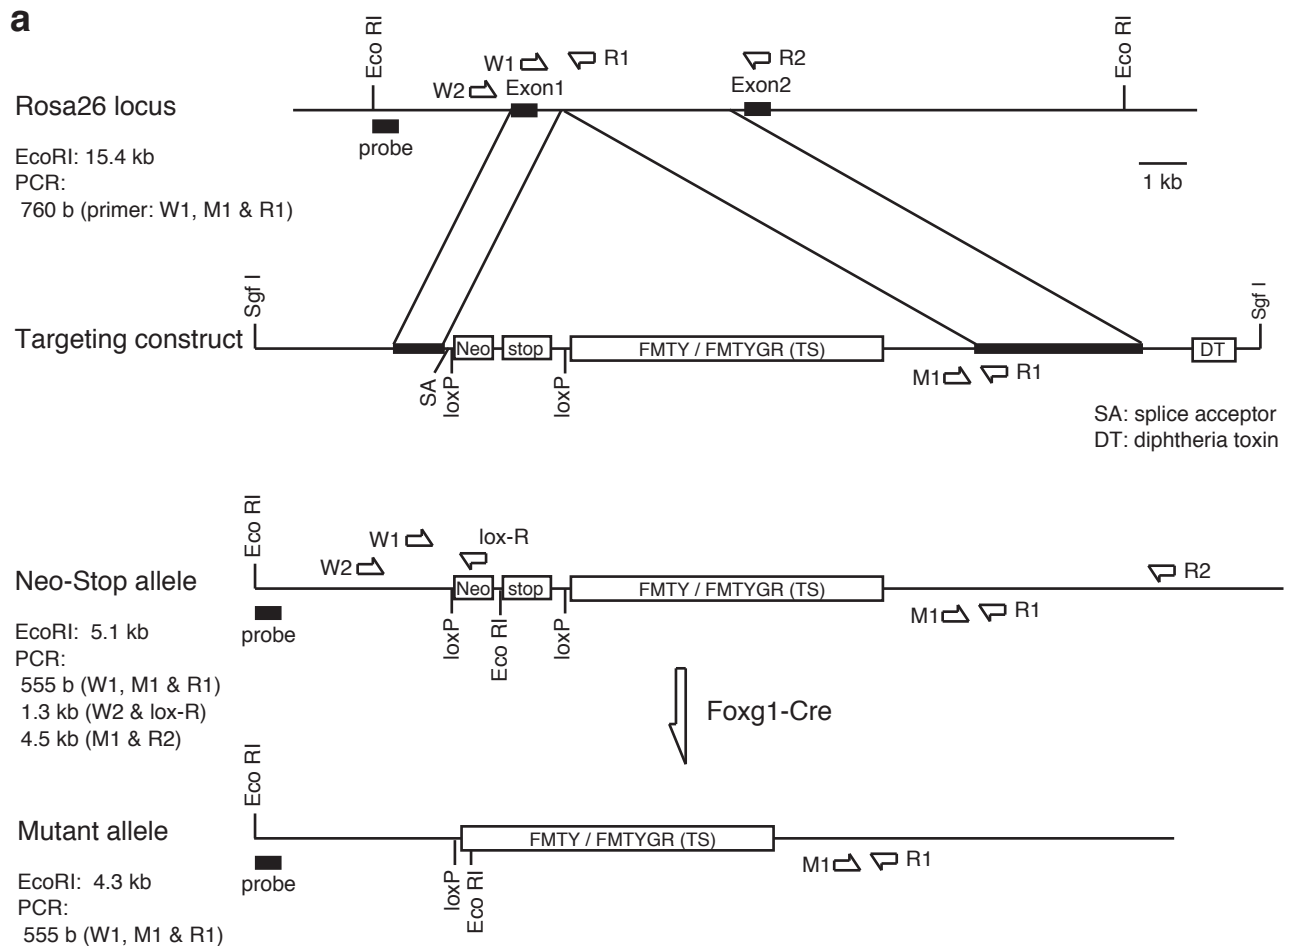 a
Eco RI
Eco RI
W1
R1
R2
W2
Exon1
Exon2
Rosa26 locus
probe
EcoRI: 15.4 kb
PCR:
760 b (primer: W1, M1 & R1)
1 kb
Sgf I
Sgf I
Targeting construct
Neo
stop
FMTY / FMTYGR (TS)
DT
SA
loxP
loxP
M1
R1
SA: splice acceptor
DT: diphtheria toxin
Eco RI
W1
lox-R
W2
R2
Neo-Stop allele
Neo
stop
FMTY / FMTYGR (TS)
M1
R1
probe
loxP
Eco RI
loxP
EcoRI: 5.1 kb
PCR:
555 b (W1, M1 & R1)
1.3 kb (W2 & lox-R)
4.5 kb (M1 & R2)
Foxg1-Cre
Eco RI
Mutant allele
FMTY / FMTYGR (TS)
M1
R1
probe
loxP
Eco RI
EcoRI: 4.3 kb
PCR:
555 b (W1, M1 & R1)